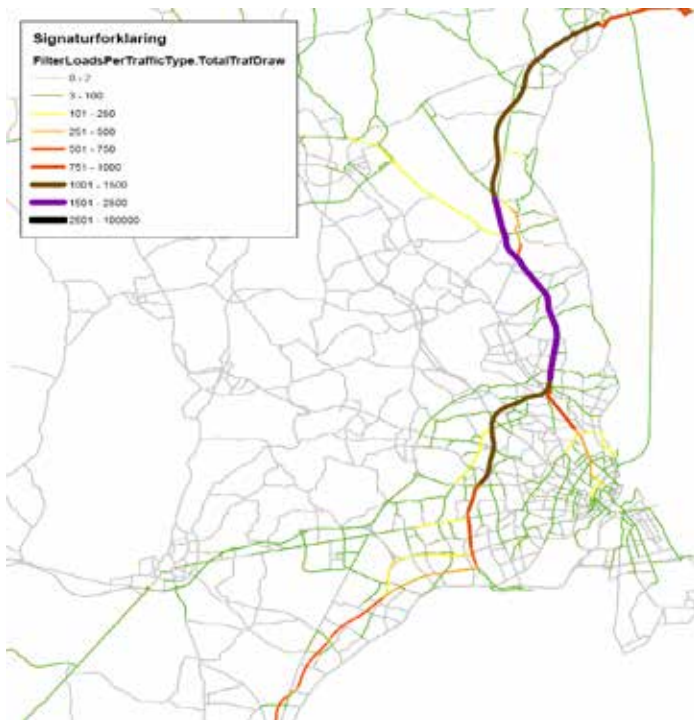 Signaturforklaring
FilterLoadsPerTrafficType.TotalTrafDraw
0 - 2
3 - 100
101 - 250
251 - 500
501 - 750
751 - 1000
1001 - 1500
1501 - 2500
2501 - 100000